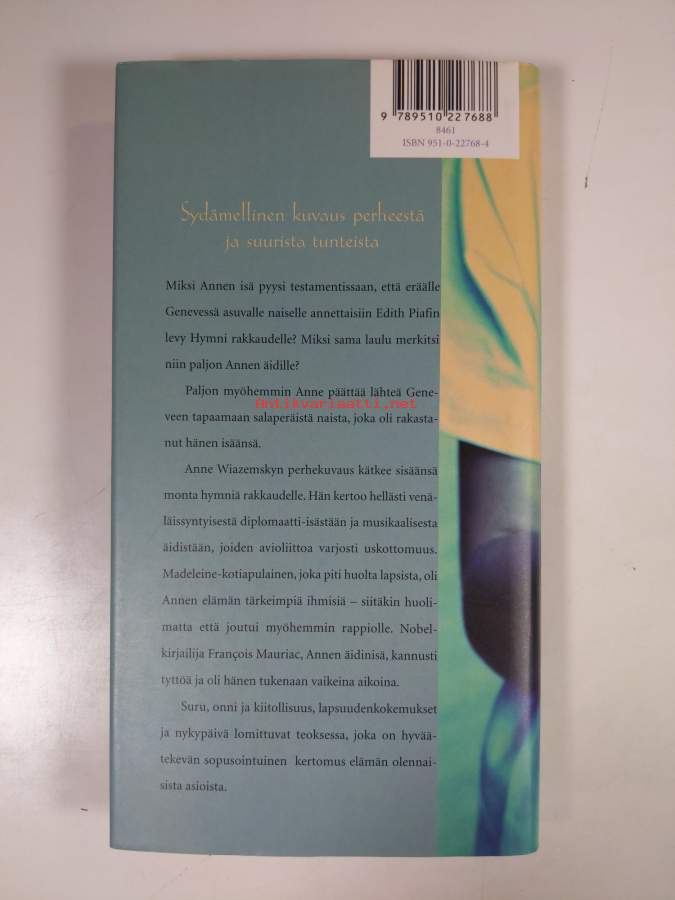 9 789510 227688
8461
ISBN 951-0-22768-4
Sydämellinen kuvaus perheestä
ja suurista tunteista
Miksi Annen isä pyysi testamentissaan, että eräälle
Genevessä asuvalle naiselle annettaisiin Edith Piafin
levy Hymni rakkaudelle? Miksi sama laulu merkitsi
niin paljon Annen äidille?
Paljon myöhemmin Anne päättää lähteä Gene-
Antikvariaatti.net
veen tapaamaan salaperäistä naista, joka oli rakasta-
nut hänen isäänsä.
Anne Wiazemskyn perhekuvaus kätkee sisäänsä
monta hymniä rakkaudelle. Hän kertoo hellästi venä-
läissyntyisestä diplomaatti-isästään ja musikaalisesta
äidistään, joiden avioliittoa varjosti uskottomuus.
Madeleine-kotiapulainen, joka piti huolta lapsista, oli
Annen elämän tärkeimpiä ihmisiä – siitäkin huoli-
matta että joutui myöhemmin rappiolle. Nobel-
kirjailija François Mauriac, Annen äidinisä, kannusti
tyttöä ja oli hänen tukenaan vaikeina aikoina.
Suru, onni ja kiitollisuus, lapsuudenkokemukset
ja nykypäivä lomittuvat teoksessa, joka on hyvää-
tekevän sopusointuinen kertomus elämän olennai-
sista asioista.